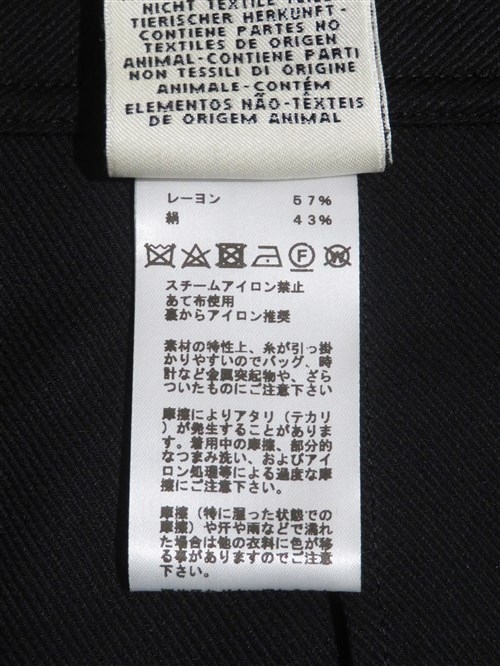 NICHT TEXTILE TEILE
TIERISCHER HERKUNFT-
CONTIENE PARTES NO
TEXTILES DE ORIGEN
ANIMAL-CONTIENE PARTI
NON TESSILI DI ORIGINE
ANIMALE-CONTÉM
ELEMENTOS NÃO-TÊXTEIS
DE ORIGEM ANIMAL
レーヨン 57%
絹 43%
F W
スチームアイロン禁止
あて布使用
裏からアイロン推奨
素材の特性上、糸が引っ掛
かりやすいのでバッグ、時
計など金属突起物や、ざら
ついたものにご注意下さい
摩擦によりアタリ（テカリ
）が発生することがありま
す。着用中の摩擦、部分的
なつまみ洗い、およびアイ
ロン処理等による過度な摩
擦にご注意下さい。
摩擦（特に湿った状態での
摩擦）や汗や雨などで濡れ
た場合は他の衣料に色が移
る事がありますのでご注意
下さい。